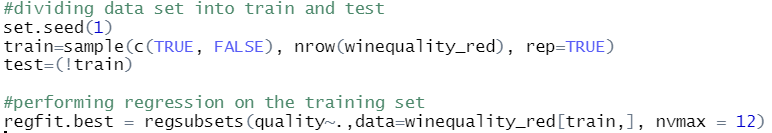 #dividing data set into train and test
set.seed(1)
train=sample(c(TRUE, FALSE), nrow(winequality_red), rep=TRUE)
test=(!train)
#performing regression on the training set
regfit.best = regsubsets(quality~.,data=winequality_red[train,], nvmax = 12)